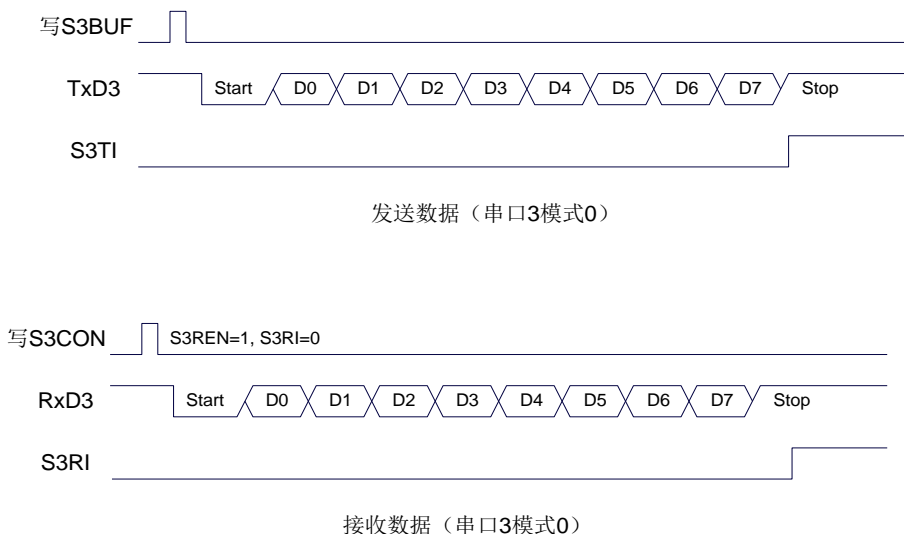 写S3BUF
TxD3 Start D0 D1 D2 D3 D4 D5 D6 D7 Stop
S3TI
发送数据（串口3模式0）
写S3CON S3REN=1, S3RI=0
RxD3 Start D0 D1 D2 D3 D4 D5 D6 D7 Stop
S3RI
接收数据（串口3模式0）